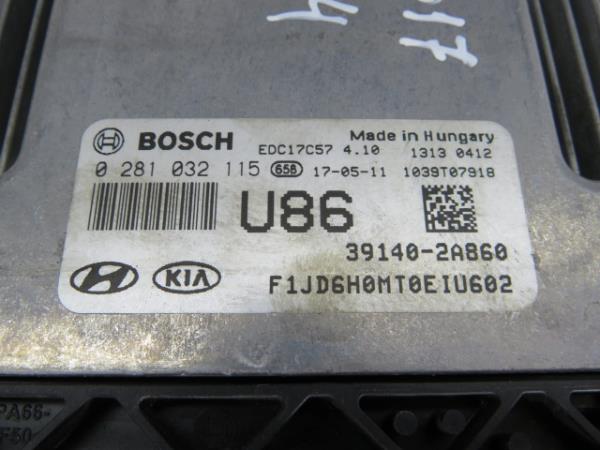 BOSCH EDC17C57 4.10 Made in Hungary
1313 0412
0 281 032 115 658 17-05-11 1039T07918
U86
39140-2A860
KIA F1JD6H0MT0EIU602
PA66-